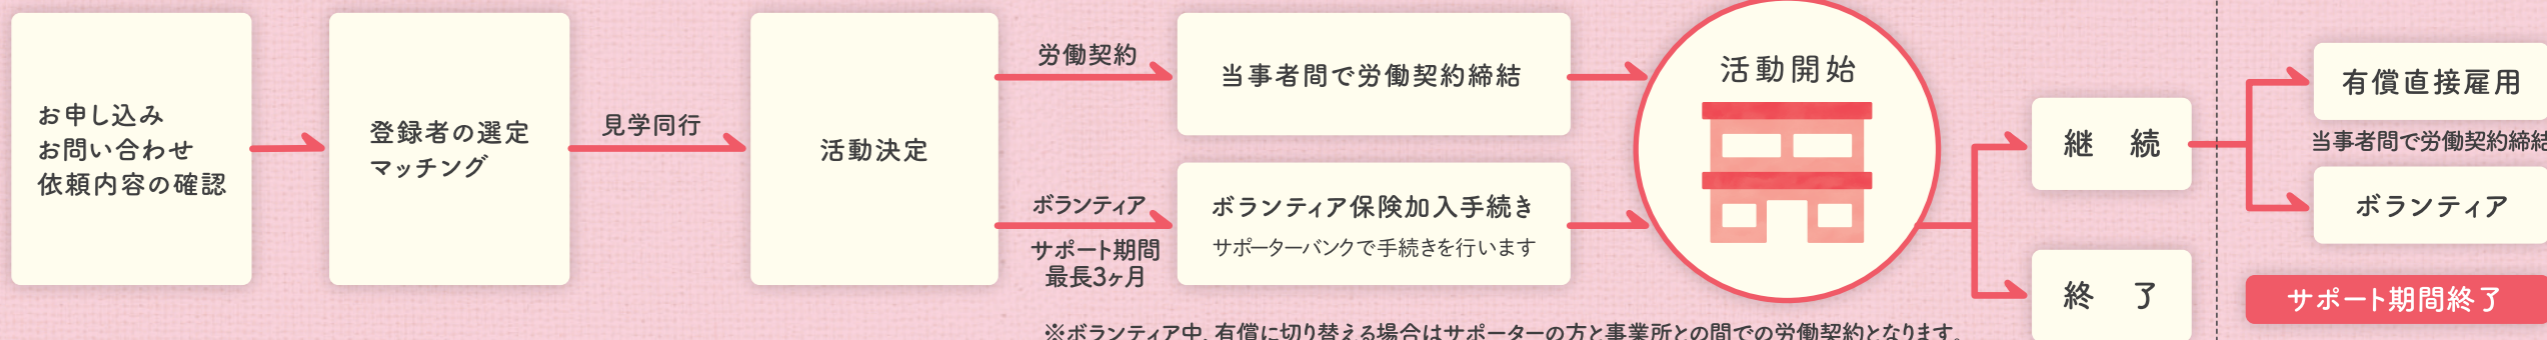 お申し込み
お問い合わせ
依頼内容の確認
登録者の選定
マッチング
見学同行
活動決定
労働契約
当事者間で労働契約締結
ボランティア
サポート期間
最長3ヶ月
ボランティア保険加入手続き
サポーターバンクで手続きを行います
活動開始
継　続
終　了
有償直接雇用
当事者間で労働契約締結
ボランティア
サポート期間終了
※ボランティア中、有償に切り替える場合はサポーターの方と事業所との間での労働契約となります。